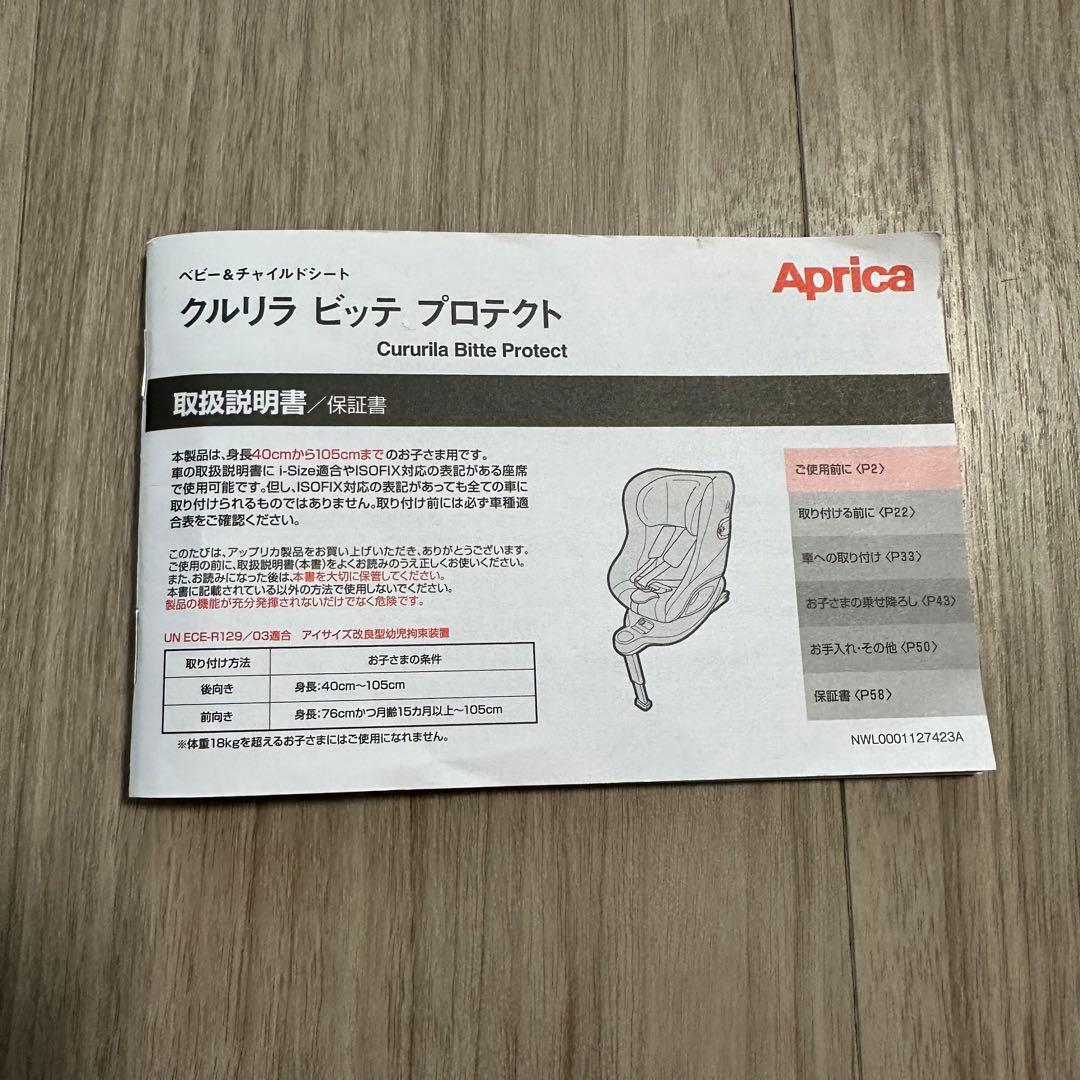 ベビー&チャイルドシート
クルリラ ビッテ プロテクト
Cururila Bitte Protect
Aprica
取扱説明書/保証書
本製品は、身長40cmから105cmまでのお子さま用です。
車の取扱説明書に i-Size適合やISOFIX対応の表記がある座席
で使用可能です。但し、ISOFIX対応の表記があっても全ての車に
取り付けられるものではありません。取り付け前には必ず車種適
合表をご確認ください。
このたびは、アップリカ製品をお買い上げいただき、ありがとうございます。
ご使用の前に、取扱説明書(本書)をよくお読みのうえ正しくお使いください。
また、お読みになった後は、本書を大切に保管してください。
本書に記載されている以外の方法で使用しないでください。
製品の機能が充分発揮されないだけでなく危険です。
UN ECE-R129/03適合 アイサイズ改良型幼児拘束装置
取り付け方法 お子さまの条件
後向き 身長:40cm〜105cm
前向き 身長:76cmかつ月齢15カ月以上〜105cm
※体重18kgを超えるお子さまにはご使用になれません。
ご使用前に〈P2〉
取り付ける前に〈P22〉
車への取り付け〈P33〉
お子さまの乗せ降ろし〈P43〉
お手入れ・その他〈P50〉
保証書〈P58〉
NWL0001127423A